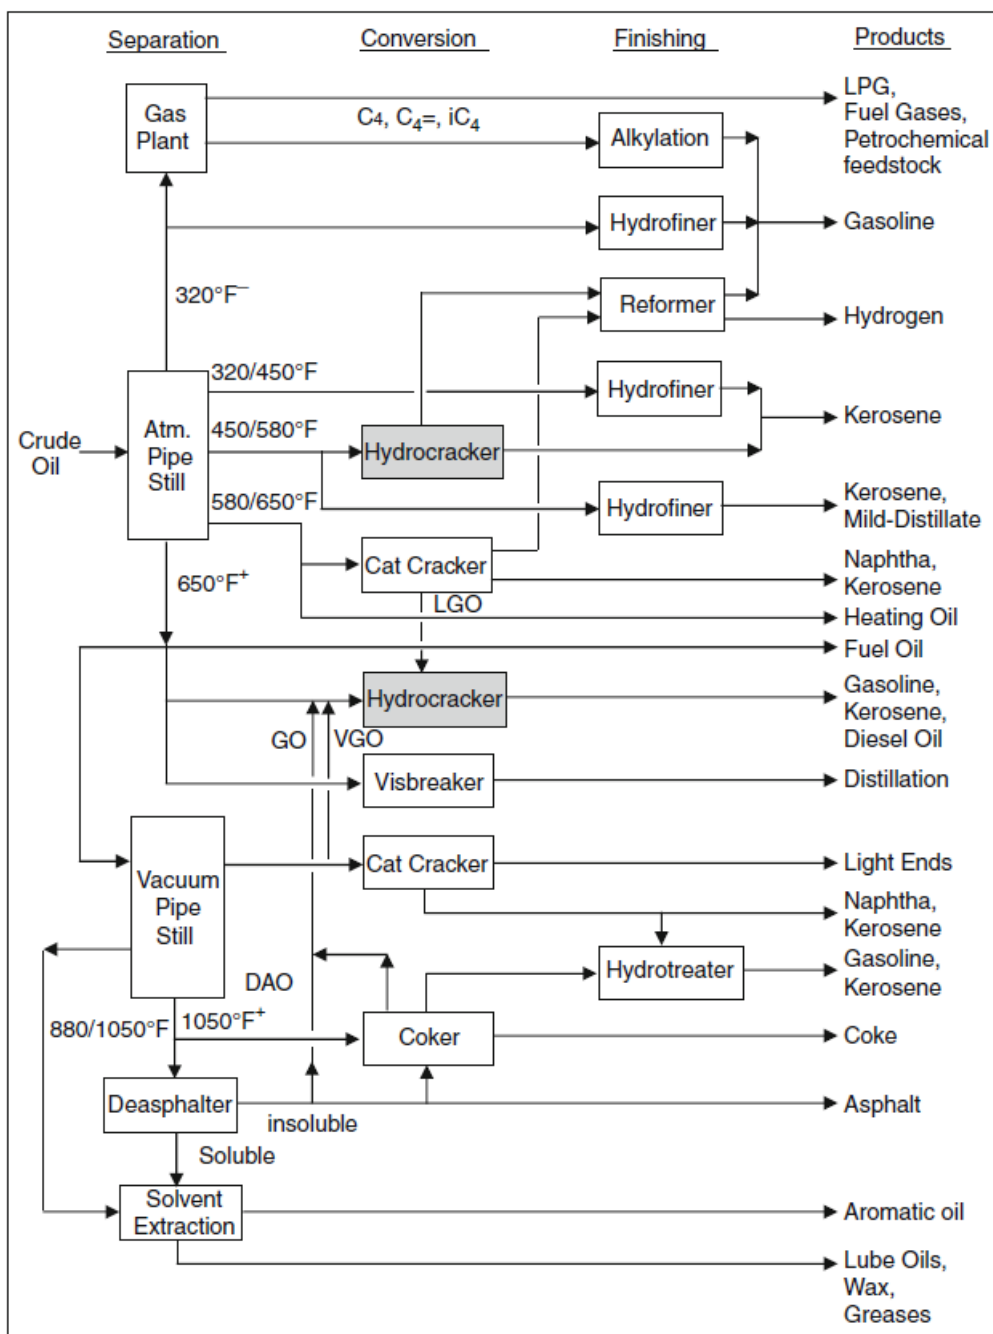 Separation
Conversion
Finishing
Products
Gas
Plant
C4, C4=, iC4
Alkylation
LPG,
Fuel Gases,
Petrochemical
feedstock
Hydrofiner
Gasoline
320°F−
Reformer
Hydrogen
320/450°F
Hydrofiner
Kerosene
Crude
Oil
Atm.
Pipe
Still
450/580°F
Hydrocracker
580/650°F
Hydrofiner
Kerosene,
Mild-Distillate
650°F+
Cat Cracker
Naphtha,
Kerosene
LGO
Heating Oil
Fuel Oil
Hydrocracker
Gasoline,
Kerosene,
Diesel Oil
GO
VGO
Visbreaker
Distillation
Vacuum
Pipe
Still
Cat Cracker
Light Ends
Naphtha,
Kerosene
Hydrotreater
Gasoline,
Kerosene
DAO
880/1050°F
1050°F+
Coker
Coke
Deasphalter
insoluble
Asphalt
Soluble
Solvent
Extraction
Aromatic oil
Lube Oils,
Wax,
Greases